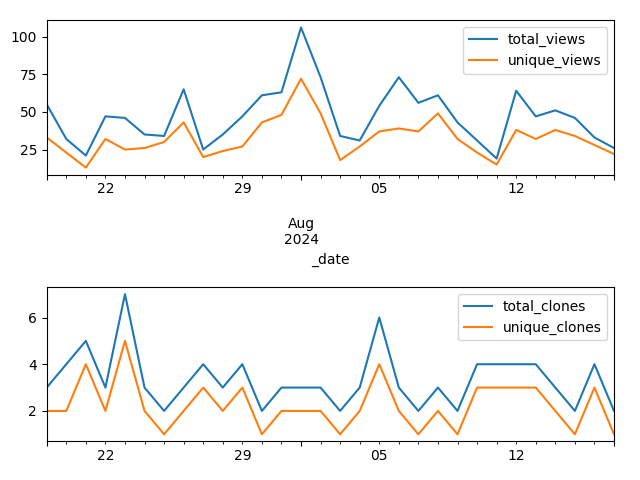 100
75
50
25
total_views
unique_views
22 29 05 12
Aug
2024
_date
6
4
2
total_clones
unique_clones
22 29 05 12